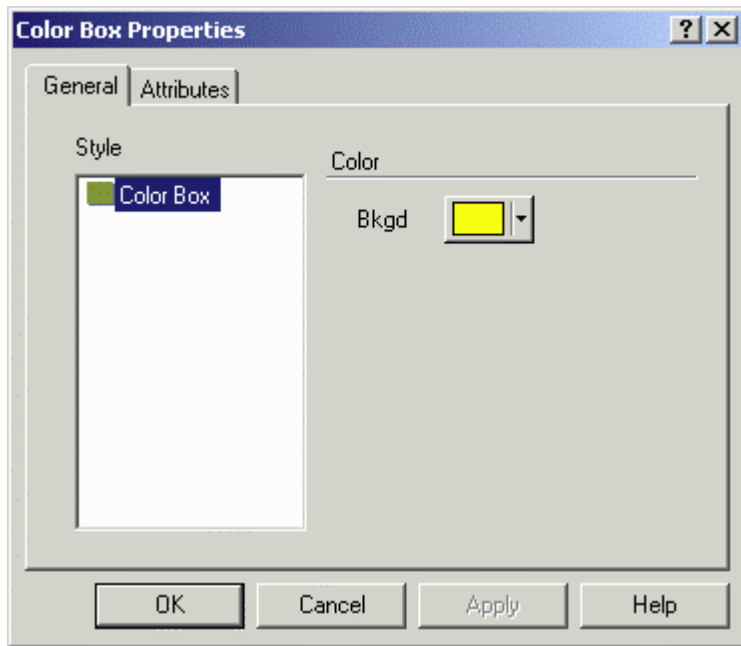 Color Box Properties
General Attributes
Style
Color Box
Color
Bkgd
OK Cancel Apply Help